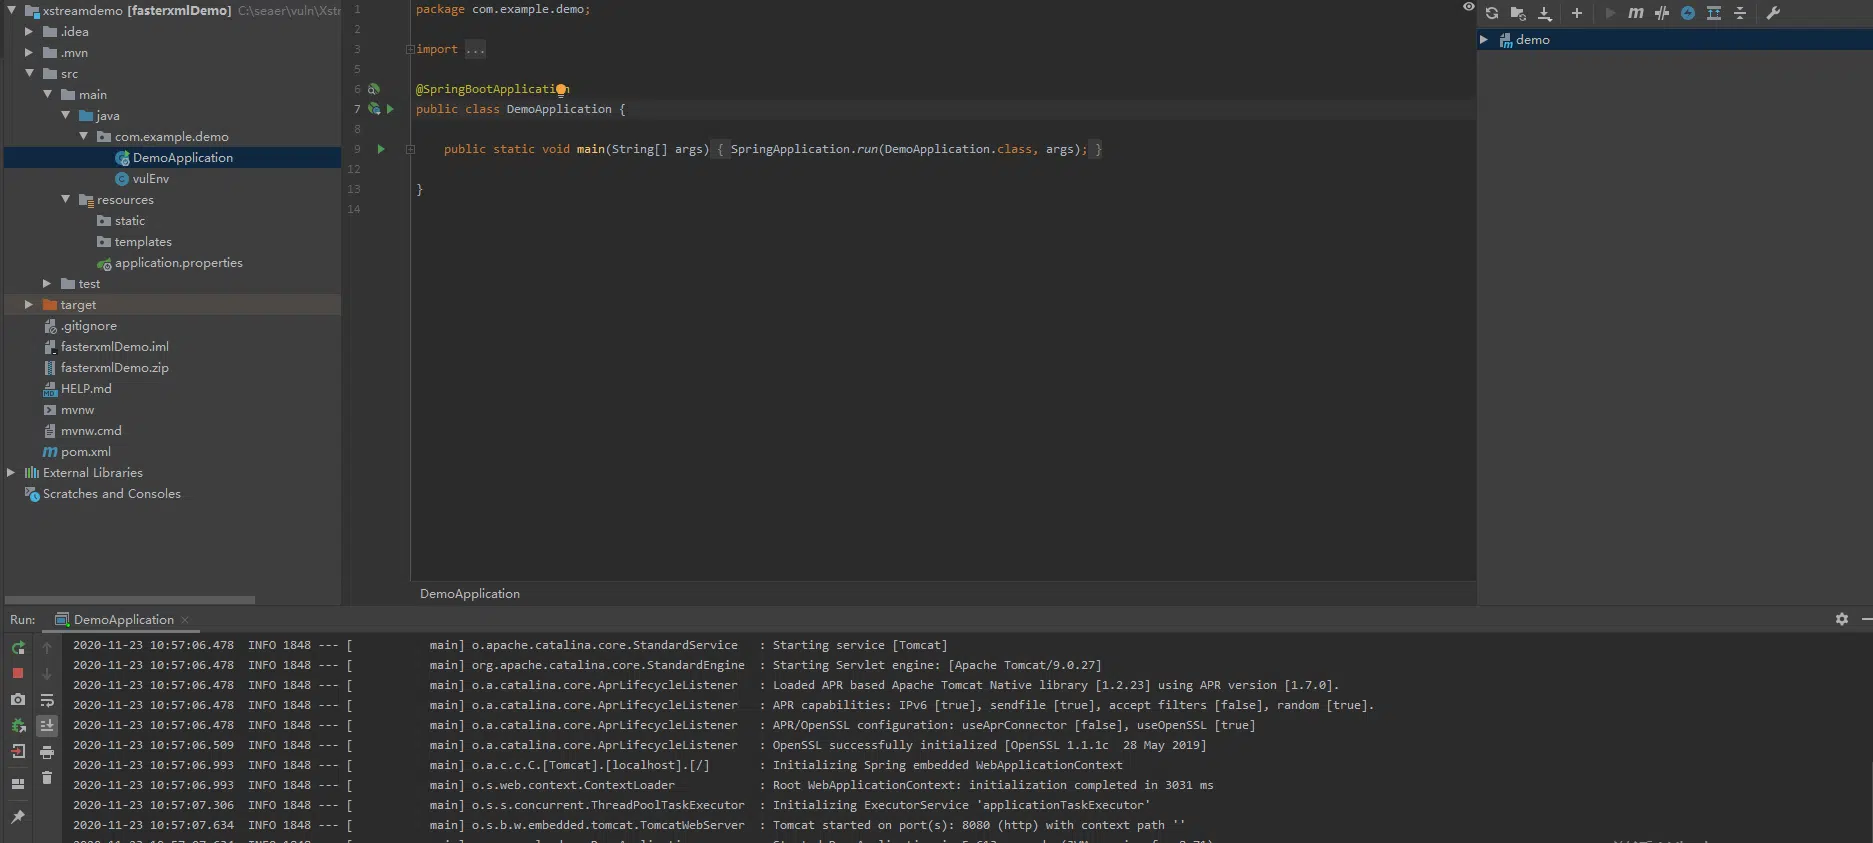 xstreamdemo [fasterxmlDemo] C:\seaer\vuln\Xstr
.idea
.mvn
src
main
java
com.example.demo
DemoApplication
vulEnv
resources
static
templates
application.properties
test
target
.gitignore
fasterxmlDemo.iml
fasterxmlDemo.zip
HELP.md
mvnw
mvnw.cmd
pom.xml
External Libraries
Scratches and Consoles
1 package com.example.demo;
2
3 import ...
5
6 @SpringBootApplication
7 public class DemoApplication {
8
9 public static void main(String[] args) { SpringApplication.run(DemoApplication.class, args); }
12
13 }
14
DemoApplication
demo
Run: DemoApplication
2020-11-23 10:57:06.478 INFO 1848 --- [ main] o.apache.catalina.core.StandardService : Starting service [Tomcat]
2020-11-23 10:57:06.478 INFO 1848 --- [ main] org.apache.catalina.core.StandardEngine : Starting Servlet engine: [Apache Tomcat/9.0.27]
2020-11-23 10:57:06.478 INFO 1848 --- [ main] o.a.catalina.core.AprLifecycleListener : Loaded APR based Apache Tomcat Native library [1.2.23] using APR version [1.7.0].
2020-11-23 10:57:06.478 INFO 1848 --- [ main] o.a.catalina.core.AprLifecycleListener : APR capabilities: IPv6 [true], sendfile [true], accept filters [false], random [true].
2020-11-23 10:57:06.478 INFO 1848 --- [ main] o.a.catalina.core.AprLifecycleListener : APR/OpenSSL configuration: useAprConnector [false], useOpenSSL [true]
2020-11-23 10:57:06.509 INFO 1848 --- [ main] o.a.catalina.core.AprLifecycleListener : OpenSSL successfully initialized [OpenSSL 1.1.1c 28 May 2019]
2020-11-23 10:57:06.993 INFO 1848 --- [ main] o.a.c.c.C.[Tomcat].[localhost].[/] : Initializing Spring embedded WebApplicationContext
2020-11-23 10:57:06.993 INFO 1848 --- [ main] o.s.web.context.ContextLoader : Root WebApplicationContext: initialization completed in 3031 ms
2020-11-23 10:57:07.306 INFO 1848 --- [ main] o.s.s.concurrent.ThreadPoolTaskExecutor : Initializing ExecutorService 'applicationTaskExecutor'
2020-11-23 10:57:07.634 INFO 1848 --- [ main] o.s.b.w.embedded.tomcat.TomcatWebServer : Tomcat started on port(s): 8080 (http) with context path ''